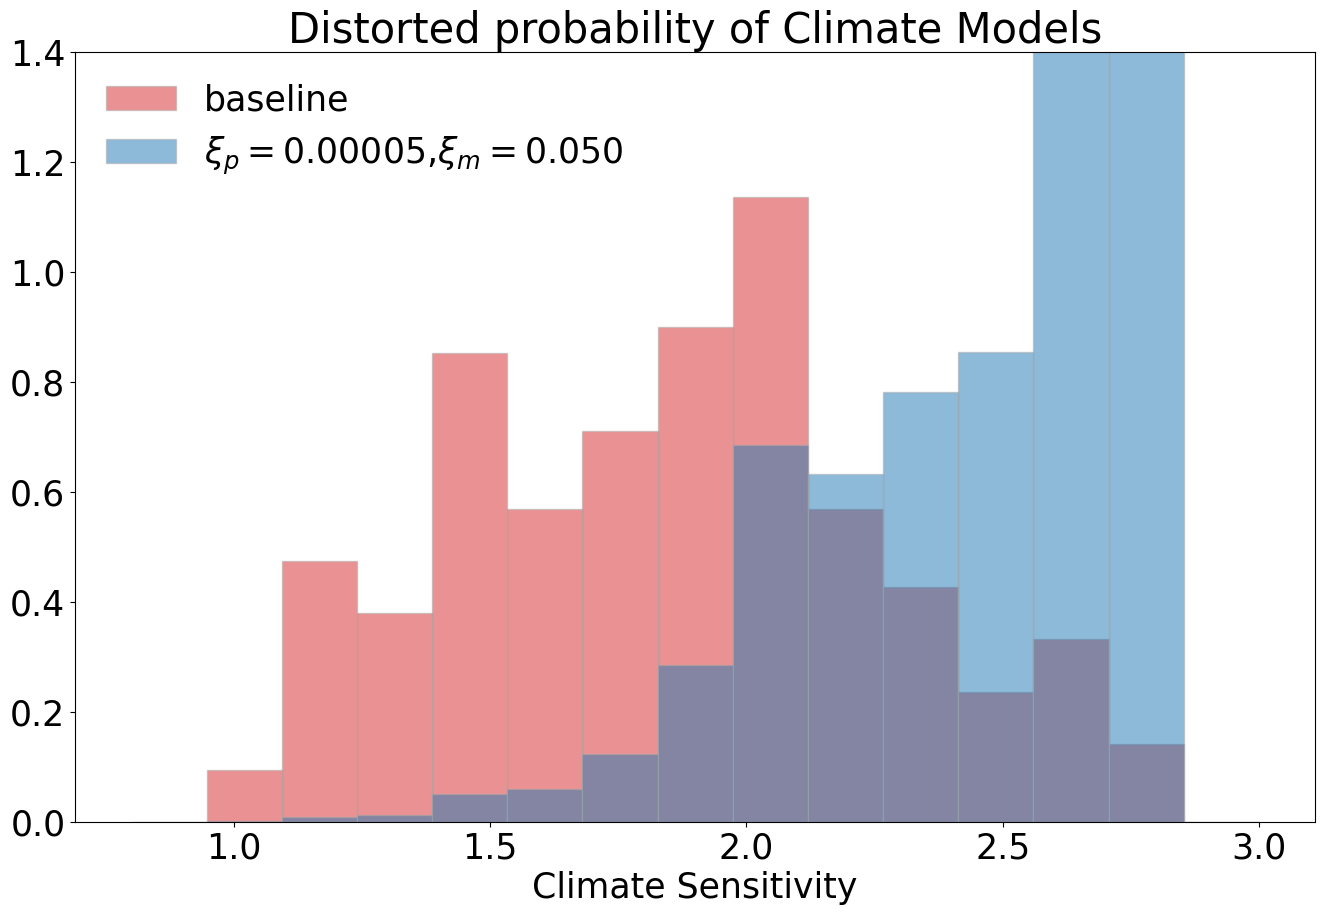 Distorted probability of Climate Models
baseline
ξₚ = 0.00005,ξₘ = 0.050
1.4
1.2
1.0
0.8
0.6
0.4
0.2
0.0
1.0 1.5 2.0 2.5 3.0
Climate Sensitivity